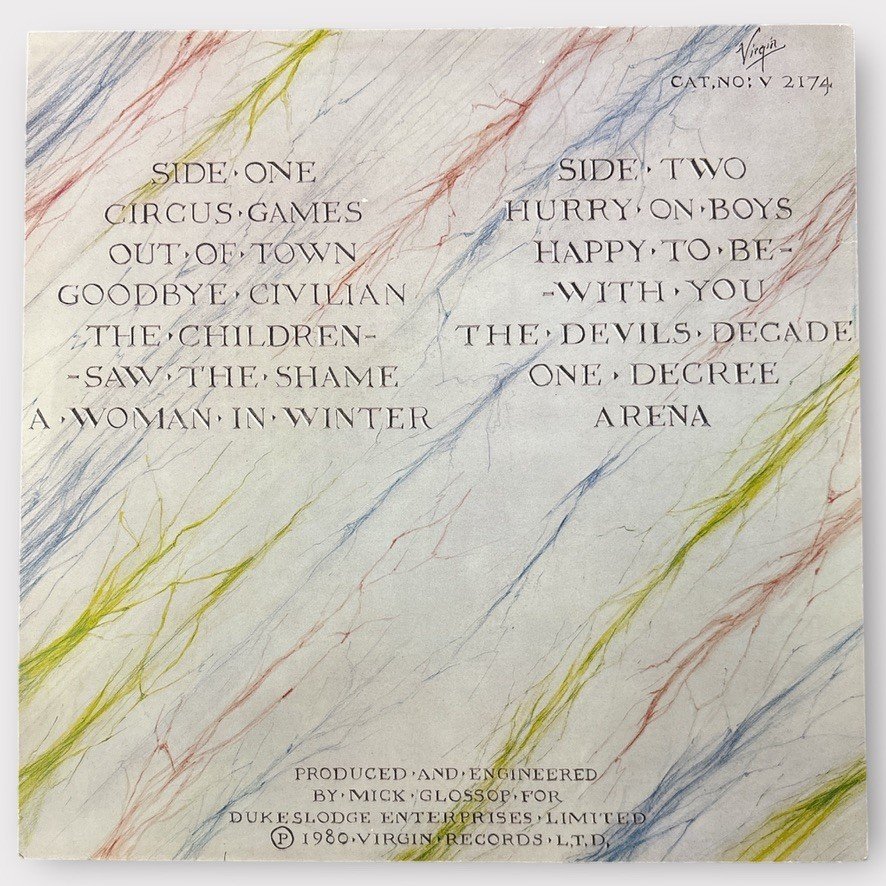 Virgin
CAT,NO; V 2174
SIDE·ONE
CIRCUS·GAMES
OUT·OF·TOWN
GOODBYE·CIVILIAN
-THE·CHILDREN-
-SAW·THE·SHAME
A·WOMAN·IN·WINTER
SIDE·TWO
HURRY·ON·BOYS
HAPPY·TO·BE-
-WITH·YOU
THE·DEVILS·DECADE
ONE·DEGREE
ARENA
PRODUCED·AND·ENGINEERED
BY·MICK·GLOSSOP·FOR
DUKESLODGE ENTERPRISES·LIMITED
Ⓟ 1980·VIRGIN·RECORDS·L,T,D,